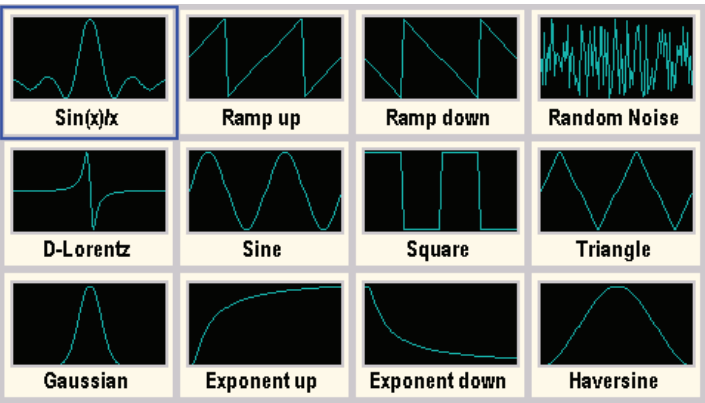 Sin(x)/x
Ramp up
Ramp down
Random Noise
D-Lorentz
Sine
Square
Triangle
Gaussian
Exponent up
Exponent down
Haversine